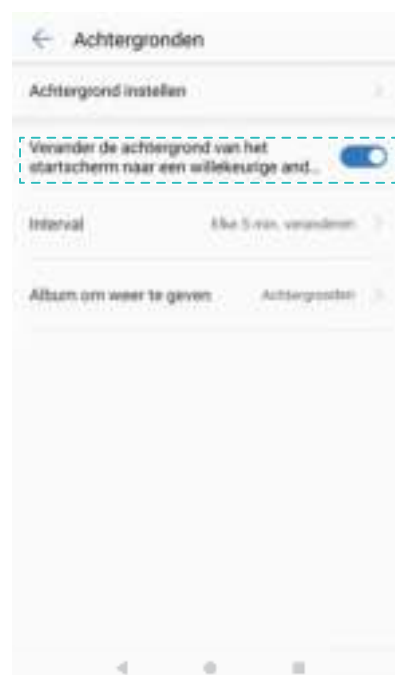 Achtergronden
Achtergrond instellen
Verander de achtergrond van het
startscherm naar een willekeurige and...
Interval Elke 5 min. veranderen
Album om weer te geven Achtergronden